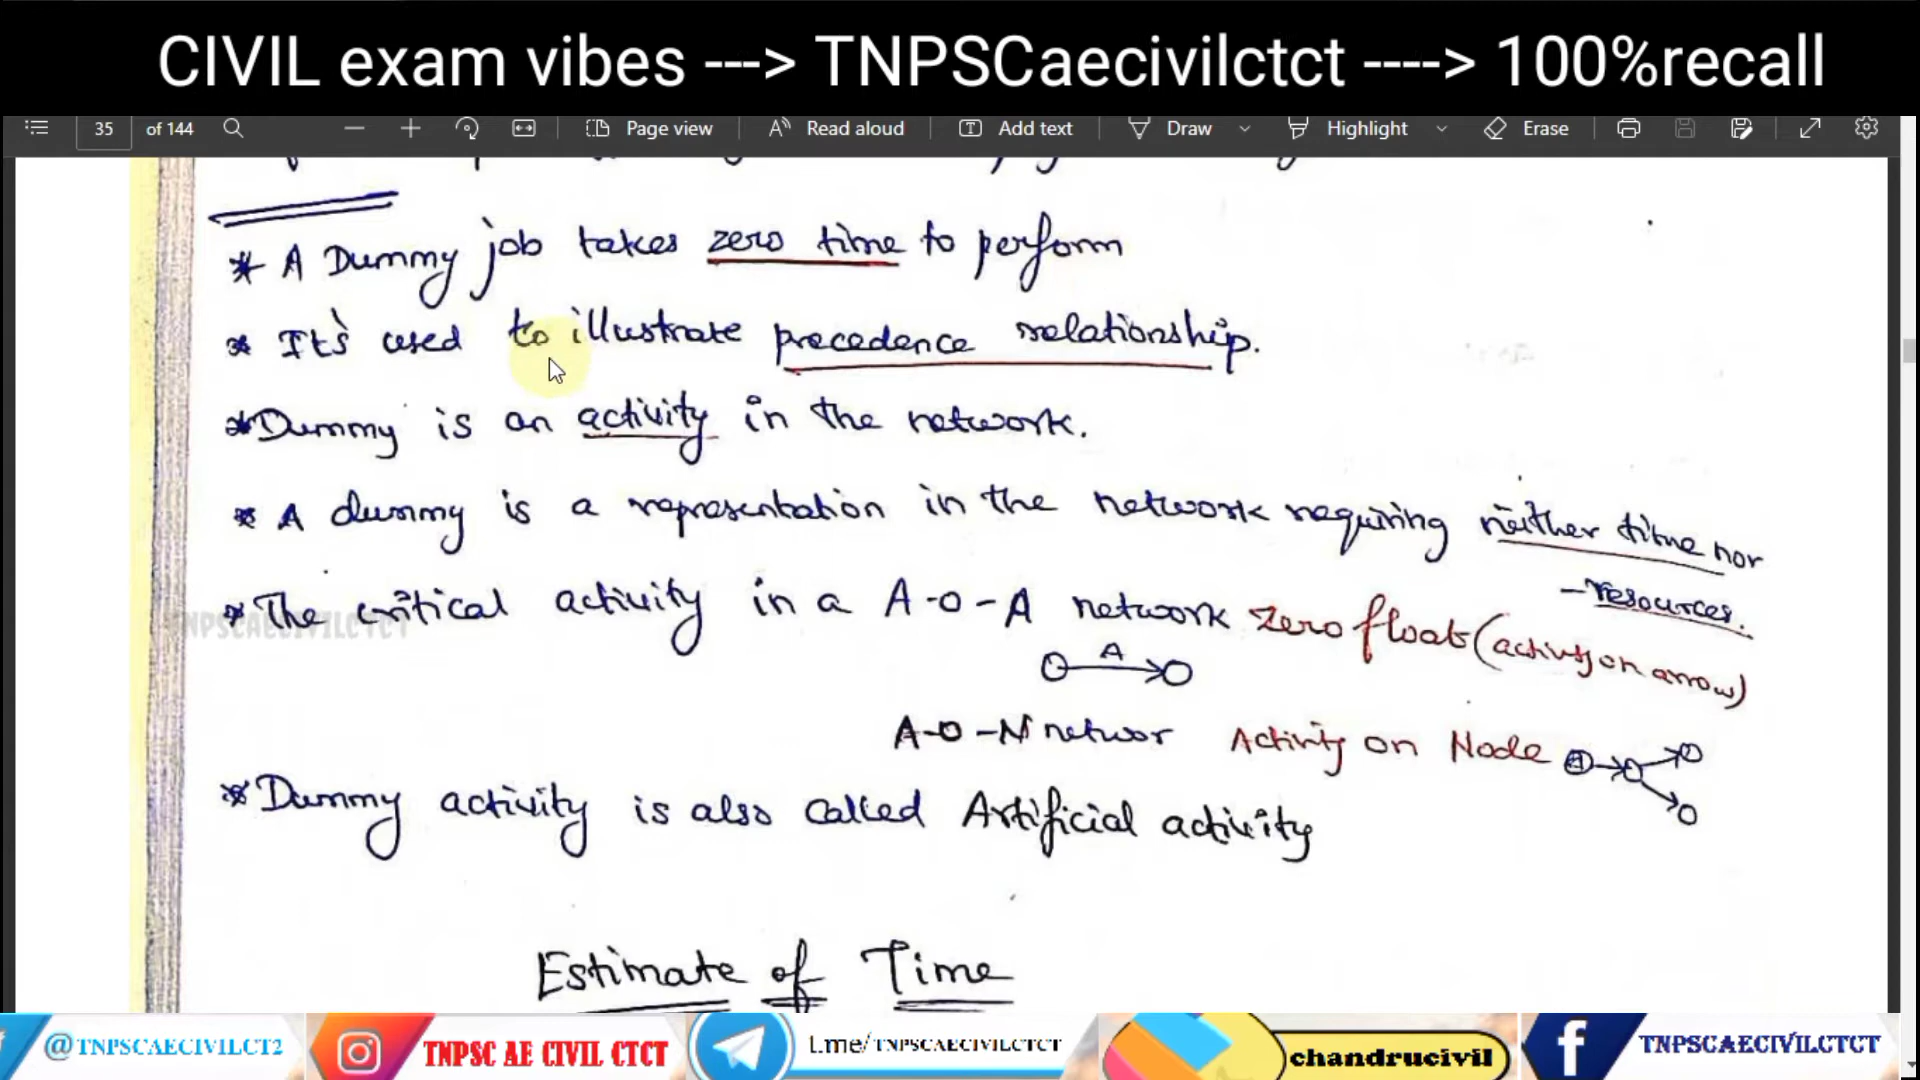 CIVIL exam vibes ---> TNPSCaecivilctct ----> 100%recall
35 of 144 Page view Read aloud Add text Draw Highlight Erase
* A Dummy job takes zero time to perform
* It's used to illustrate precedence relationship.
* Dummy is an activity in the network.
* A dummy is a representation in the network requiring neither time nor
- resources.
* The critical activity in a A-O-A network zero float (activity on arrow)
A
A-O-N networ Activity on Node
* Dummy activity is also called Artificial activity
Estimate of Time
TNPSCAECIVILCTCT
@TNPSCAECIVILCT2 TNPSC AE CIVIL CTCT t.me/TNPSCAECIVILCTCT chandrucivil TNPSCAECIVILCTCT